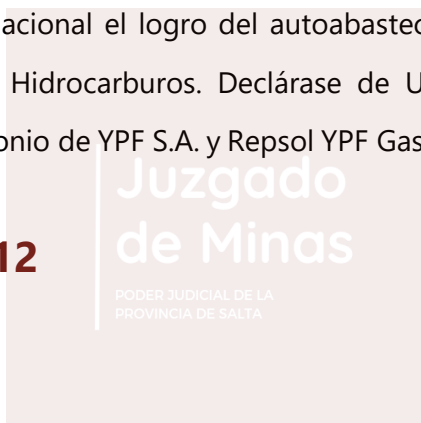 acional el logro del autoabastec
Hidrocarburos. Declárase de U
onio de YPF S.A. y Repsol YPF Gas
Juzgado
de Minas
12
PODER JUDICIAL DE LA
PROVINCIA DE SALTA